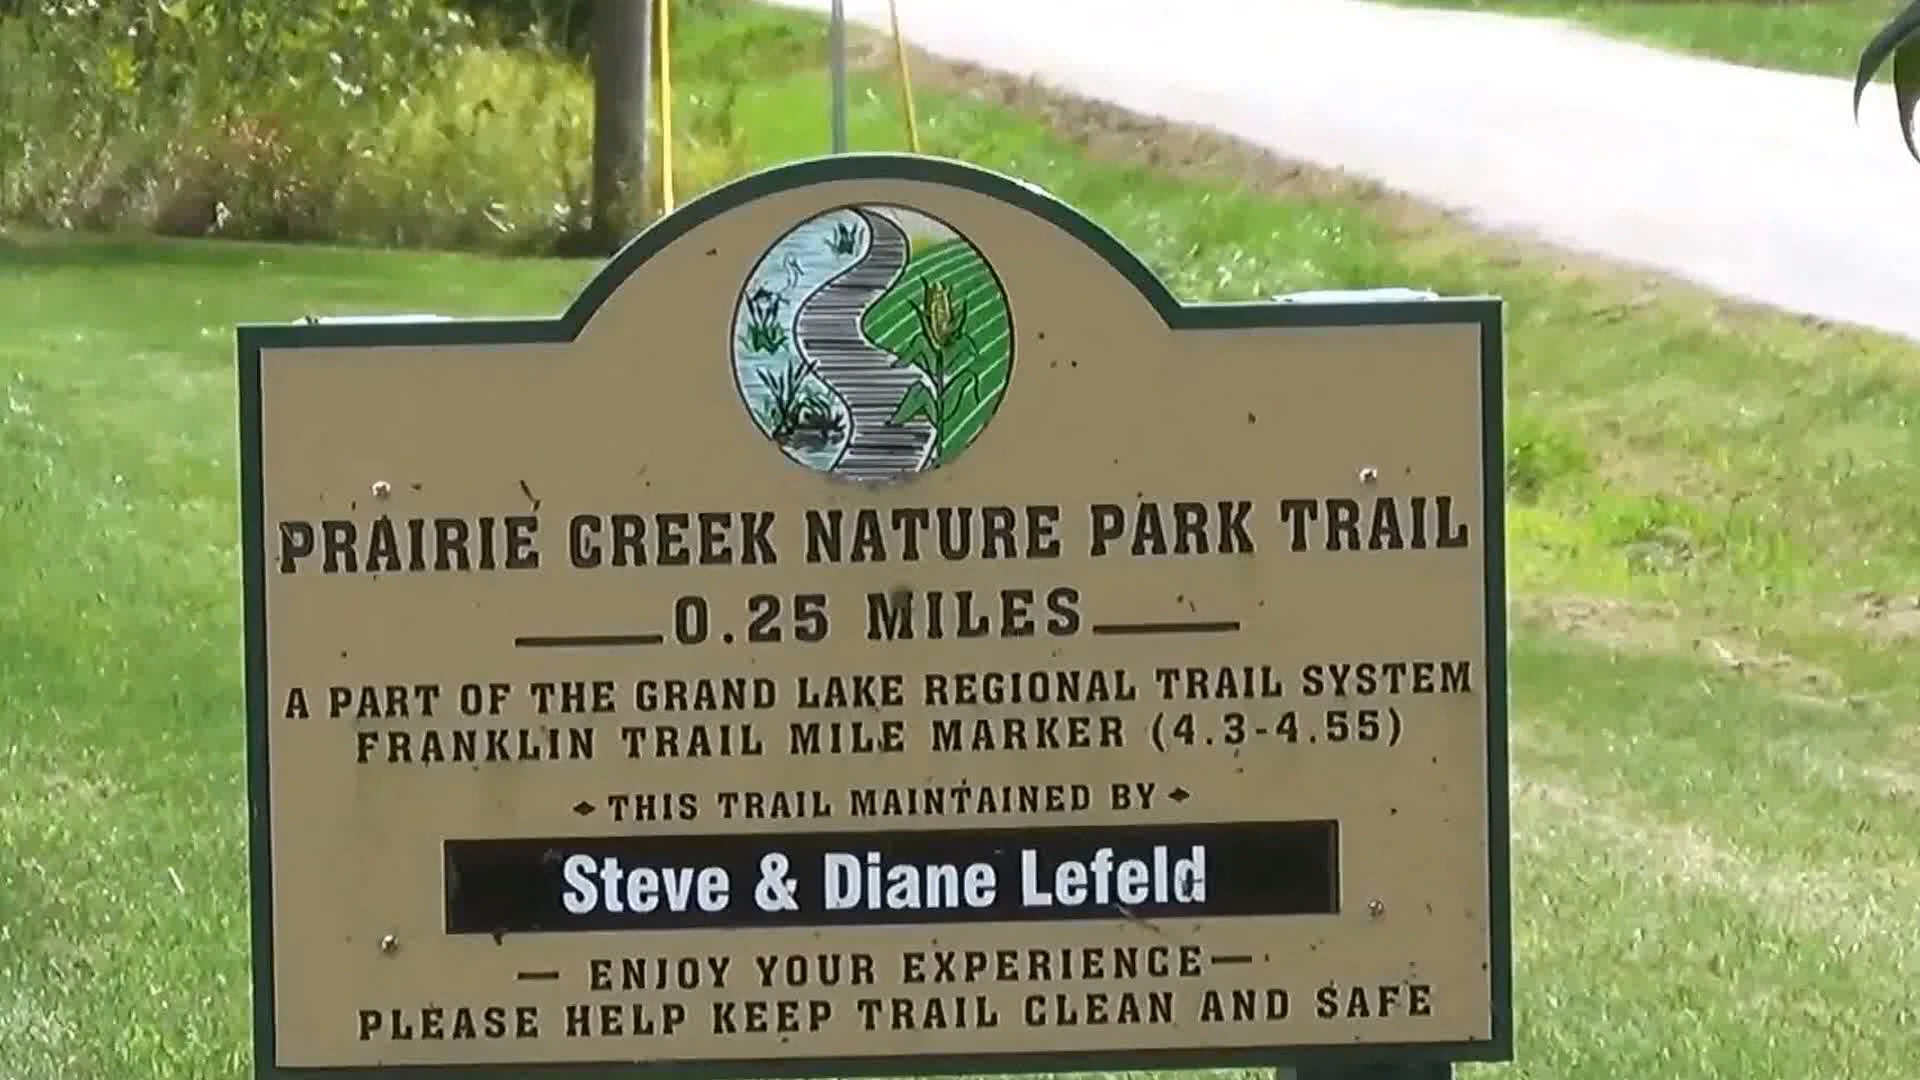 PRAIRIE CREEK NATURE PARK TRAIL
0.25 MILES
A PART OF THE GRAND LAKE REGIONAL TRAIL SYSTEM
FRANKLIN TRAIL MILE MARKER (4.3-4.55)
THIS TRAIL MAINTAINED BY
Steve & Diane Lefeld
— ENJOY YOUR EXPERIENCE —
PLEASE HELP KEEP TRAIL CLEAN AND SAFE